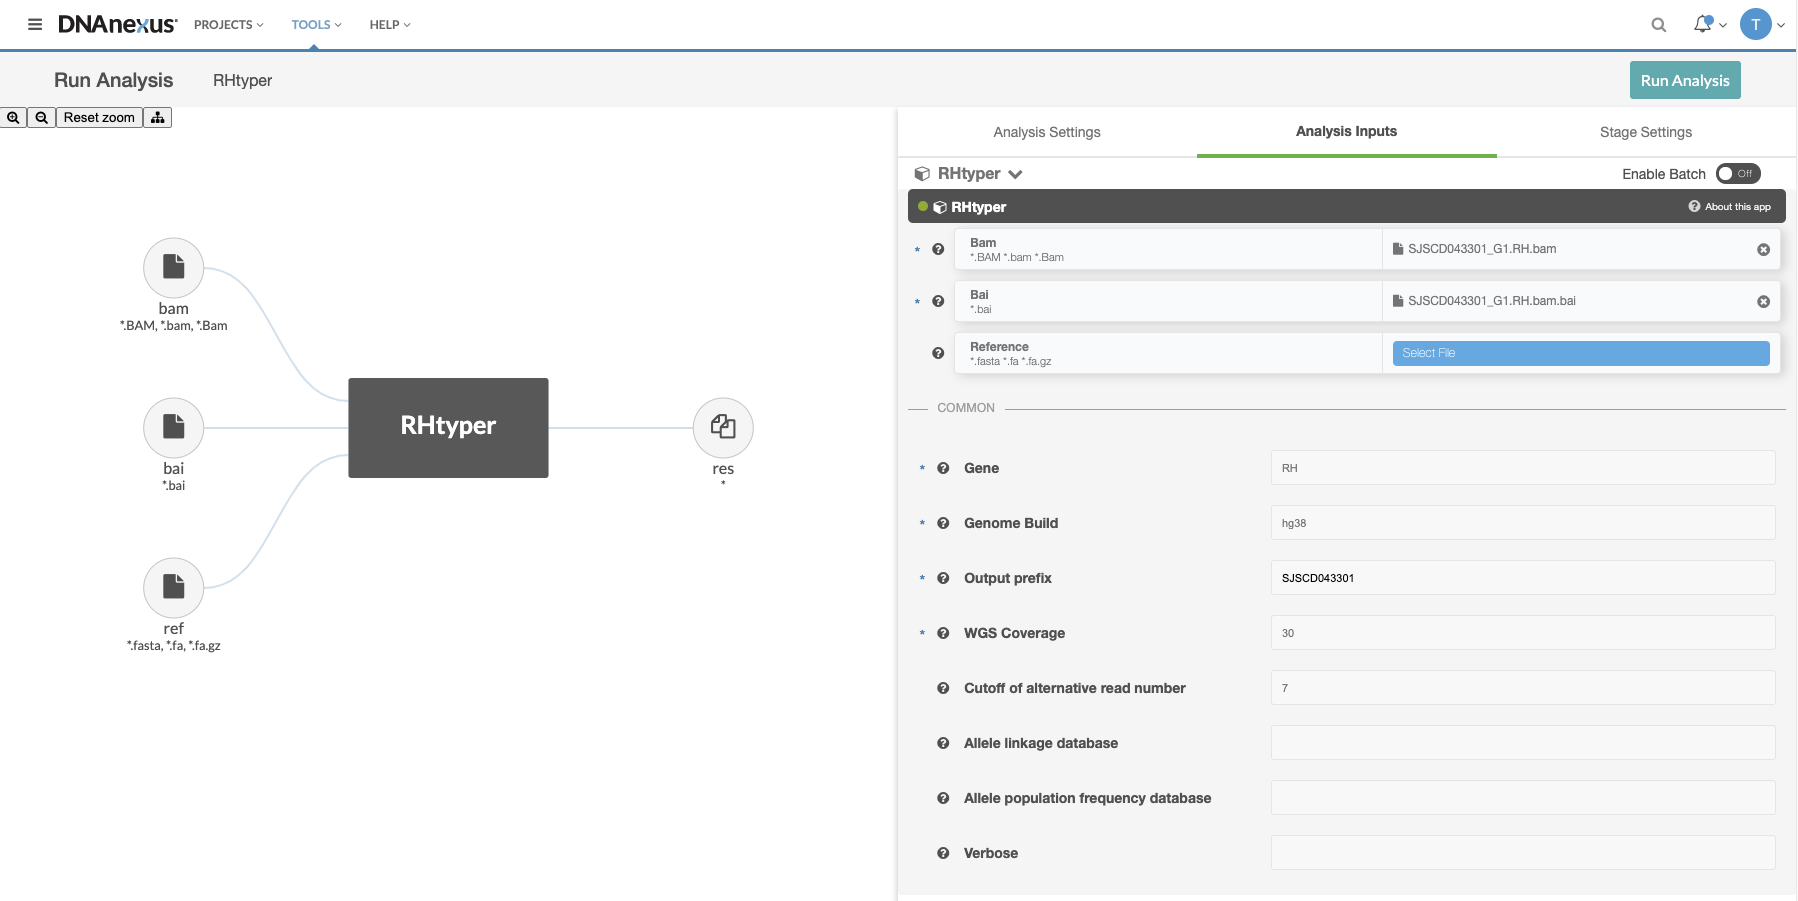 DNAnexus PROJECTS TOOLS HELP T
Run Analysis RHtyper Run Analysis
Reset zoom
Analysis Settings Analysis Inputs Stage Settings
RHtyper Enable Batch Off
RHtyper About this app
Bam
*.BAM *.bam *.Bam
SJSCD043301_G1.RH.bam
Bai
*.bai
SJSCD043301_G1.RH.bam.bai
Reference
*.fasta *.fa *.fa.gz
Select File
COMMON
* Gene RH
* Genome Build hg38
* Output prefix SJSCD043301
* WGS Coverage 30
Cutoff of alternative read number 7
Allele linkage database
Allele population frequency database
Verbose
bam
*.BAM, *.bam, *.Bam
bai
*.bai
ref
*.fasta, *.fa, *.fa.gz
RHtyper
res
*